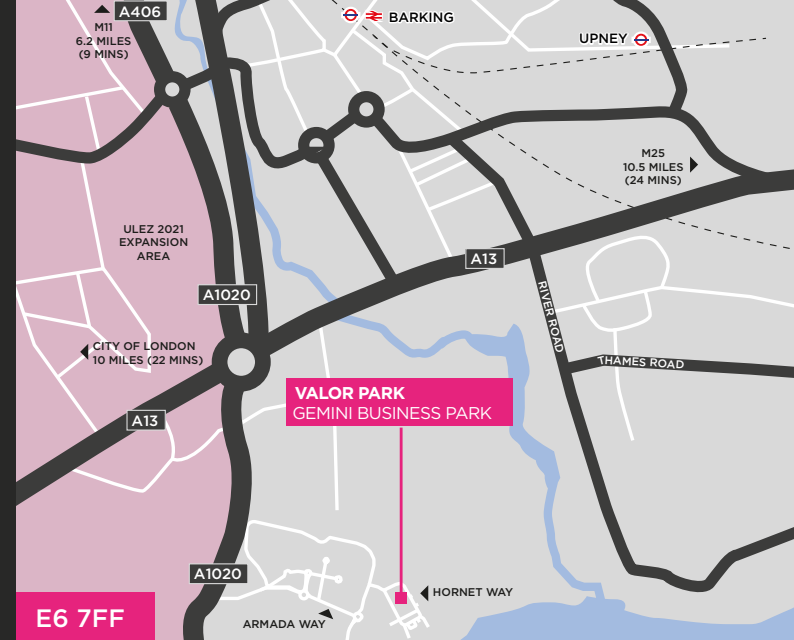 A406
M11
6.2 MILES
(9 MINS)
BARKING
UPNEY
M25
10.5 MILES
(24 MINS)
ULEZ 2021
EXPANSION
AREA
A13
A1020
RIVER ROAD
CITY OF LONDON
10 MILES (22 MINS)
THAMES ROAD
VALOR PARK
GEMINI BUSINESS PARK
A13
A1020
HORNET WAY
ARMADA WAY
E6 7FF